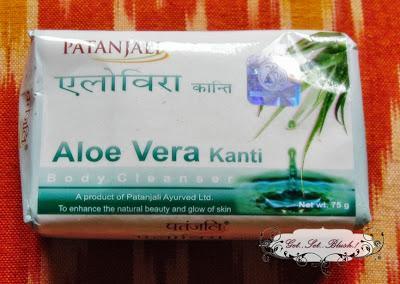 PATANJALI
एलोविरा कान्ति
Aloe Vera Kanti
Body Cleanser
A product of Patanjali Ayurved Ltd.
To enhance the natural beauty and glow of skin
Net wt. 75 g
पतंजलि
Get..Set..Blush!